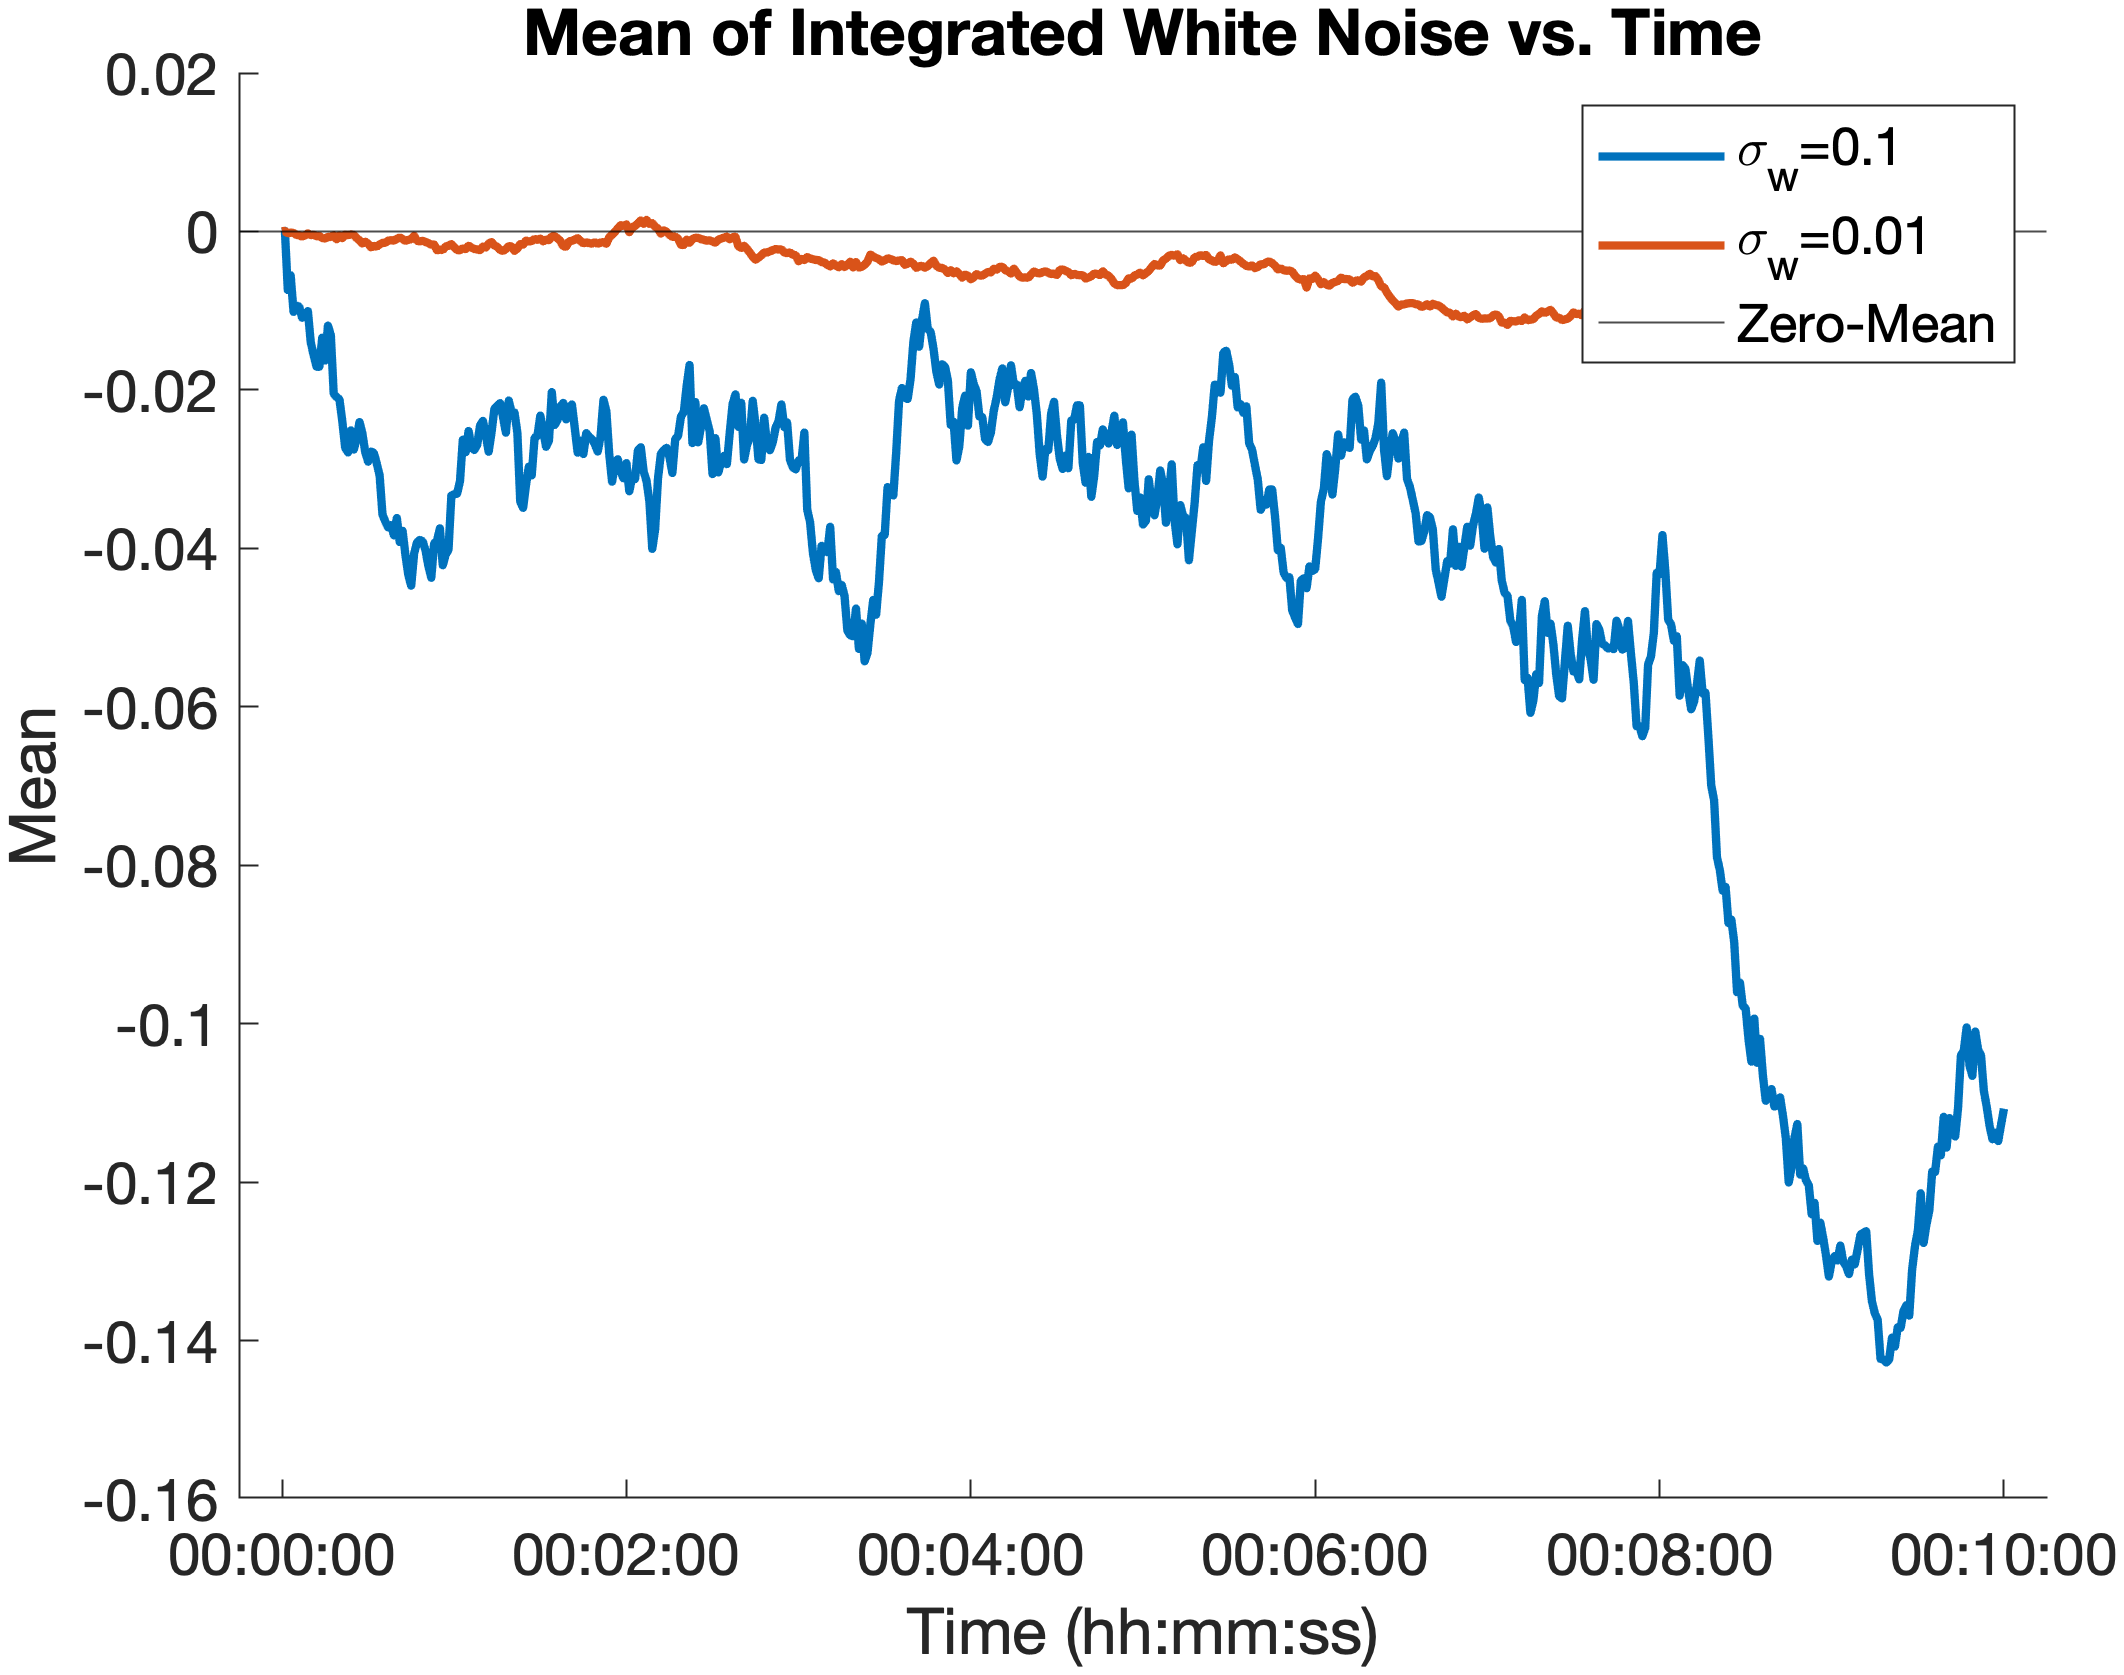 Mean of Integrated White Noise vs. Time
0.02
0
-0.02
-0.04
-0.06
-0.08
-0.1
-0.12
-0.14
-0.16
Mean
σw=0.1
σw=0.01
Zero-Mean
00:00:00 00:02:00 00:04:00 00:06:00 00:08:00 00:10:00
Time (hh:mm:ss)